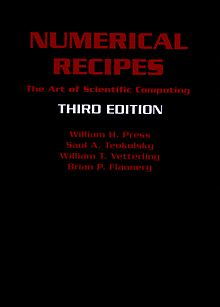 NUMERICAL
RECIPES
The Art of Scientific Computing
THIRD EDITION
William H. Press
Saul A. Teukolsky
William T. Vetterling
Brian P. Flannery